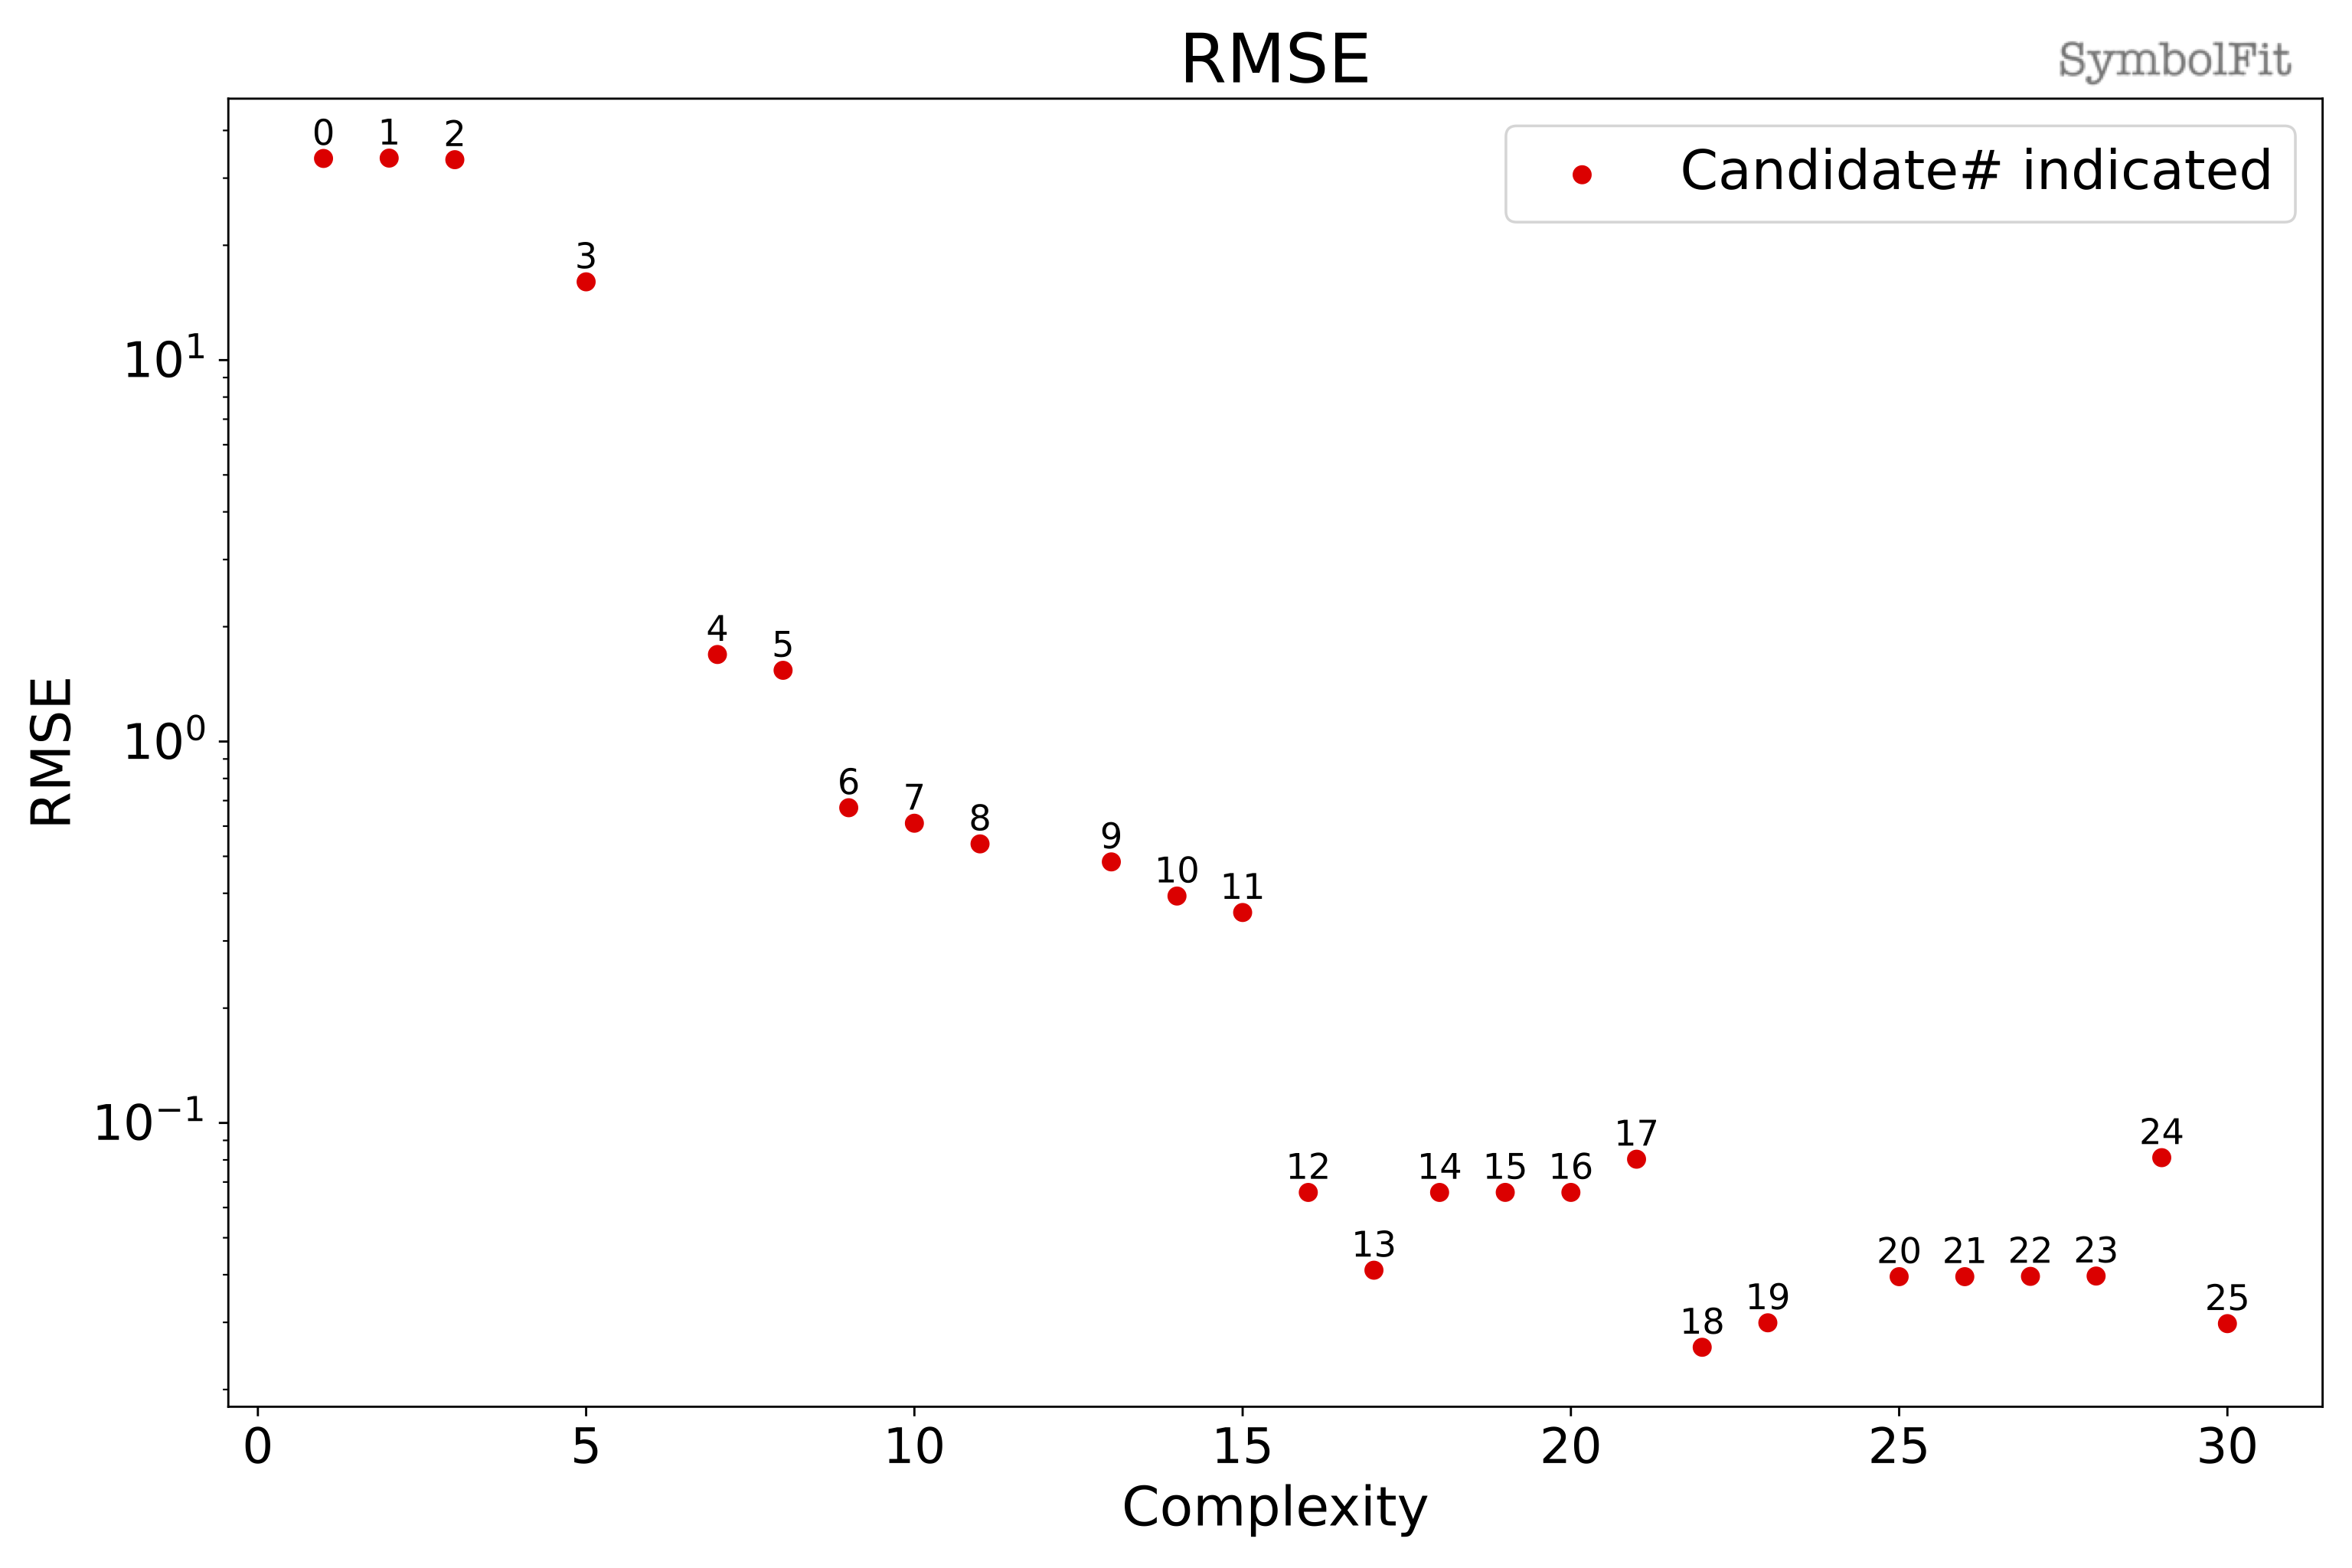 RMSE
SymbolFit
Candidate# indicated
0 1 2
3
4 5
6 7 8
9 10 11
12 13 14 15 16 17
18 19
20 21 22 23
24
25
10¹
10⁰
10⁻¹
RMSE
0 5 10 15 20 25 30
Complexity